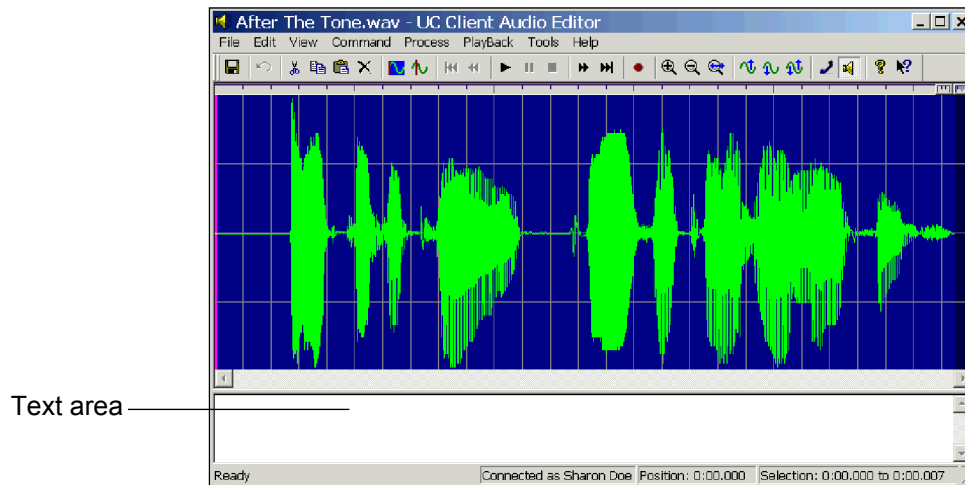 After The Tone.wav - UC Client Audio Editor
File Edit View Command Process PlayBack Tools Help
Text area
Ready Connected as Sharon Doe Position: 0:00.000 Selection: 0:00.000 to 0:00.007